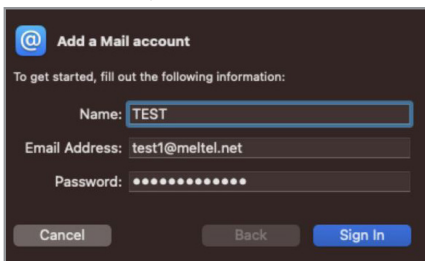 @ Add a Mail account
To get started, fill out the following information:
Name: TEST
Email Address: test1@meltel.net
Password: •••••••••••••
Cancel Back Sign In